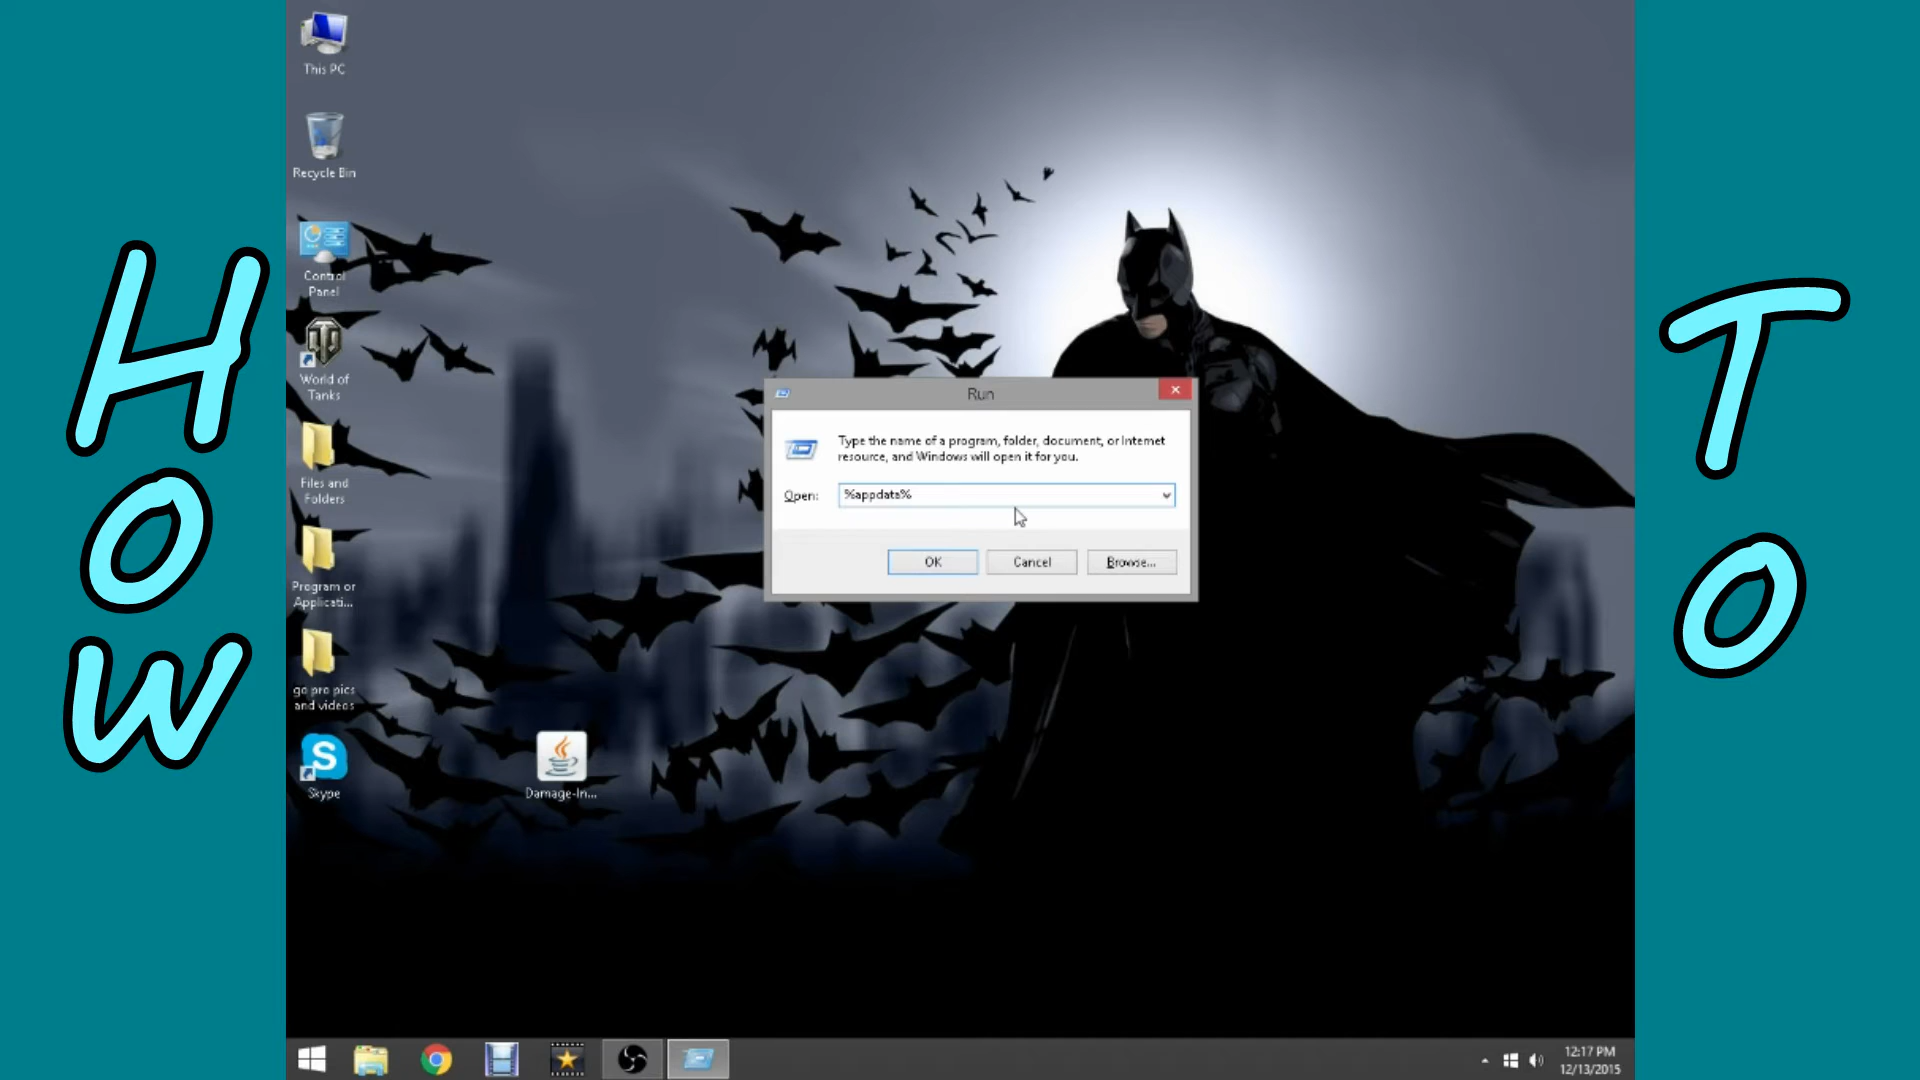 How
To
This PC
Recycle Bin
Control
Panel
World of
Tanks
Files and
Folders
Program or
Applicati...
go pro pics
and videos
Skype
Damage-In...
Run
Type the name of a program, folder, document, or Internet
resource, and Windows will open it for you.
Open: %appdata%
OK Cancel Browse...
12:17 PM
12/13/2015